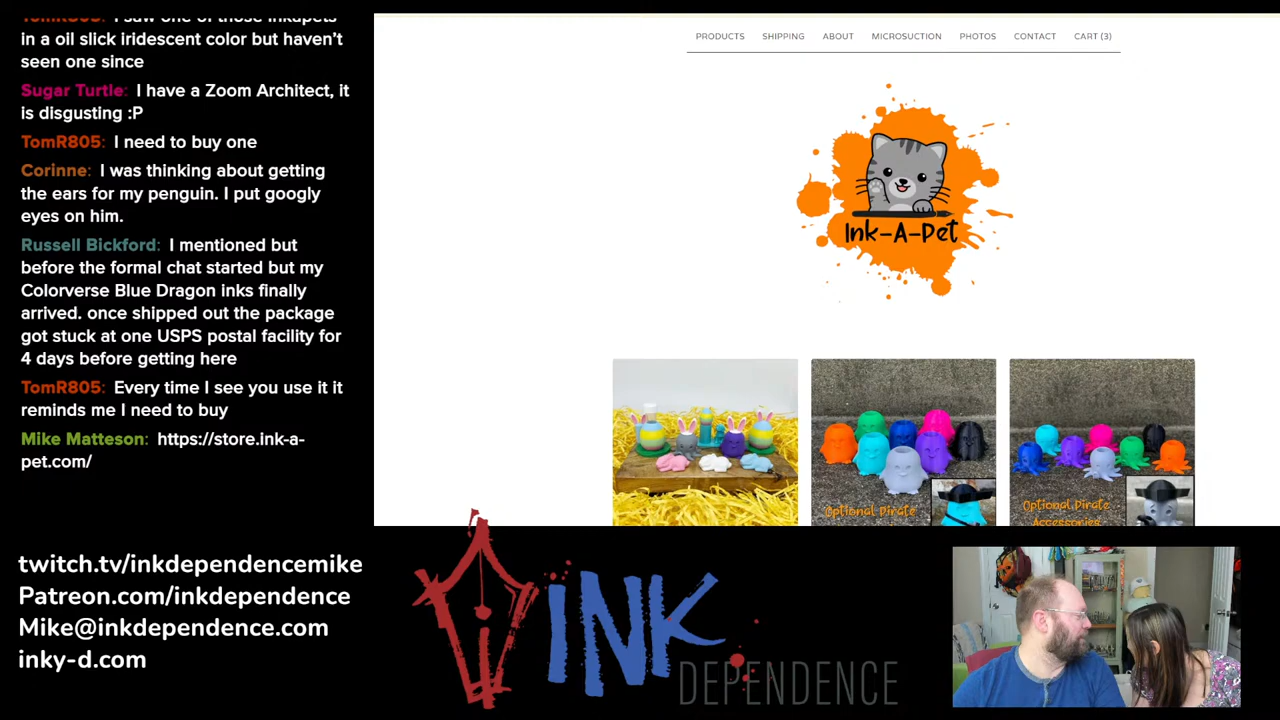 TomR805: I saw one of those inkapets
in a oil slick iridescent color but haven't
seen one since
Sugar Turtle: I have a Zoom Architect, it
is disgusting :P
TomR805: I need to buy one
Corinne: I was thinking about getting
the ears for my penguin. I put googly
eyes on him.
Russell Bickford: I mentioned but
before the formal chat started but my
Colorverse Blue Dragon inks finally
arrived. once shipped out the package
got stuck at one USPS postal facility for
4 days before getting here
TomR805: Every time I see you use it it
reminds me I need to buy
Mike Matteson: https://store.ink-a-
pet.com/
PRODUCTS SHIPPING ABOUT MICROSUCTION PHOTOS CONTACT CART (3)
Ink-A-Pet
Optional Pirate
Optional Pirate
Accessories
twitch.tv/inkdependencemike
Patreon.com/inkdependence
Mike@inkdependence.com
inky-d.com
INK
DEPENDENCE